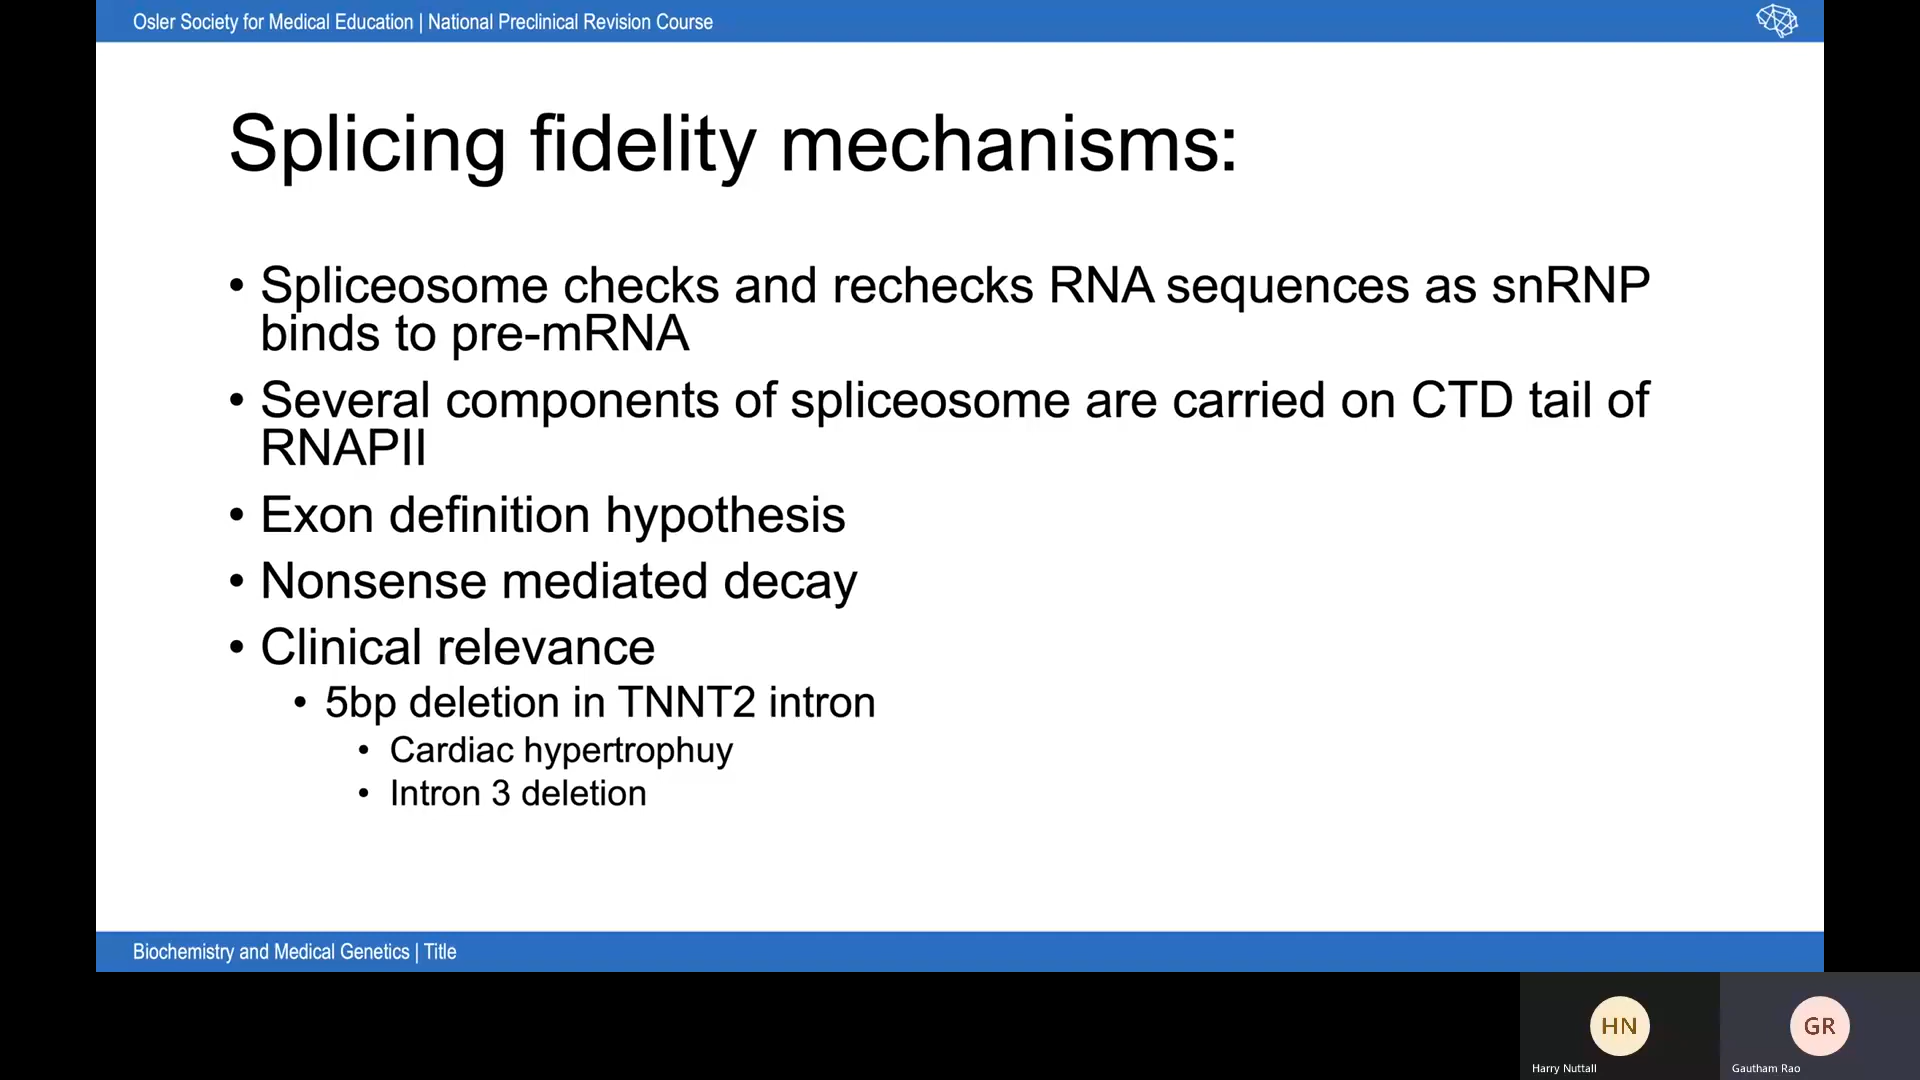 Osler Society for Medical Education | National Preclinical Revision Course
Splicing fidelity mechanisms:
• Spliceosome checks and rechecks RNA sequences as snRNP
binds to pre-mRNA
• Several components of spliceosome are carried on CTD tail of
RNAPII
• Exon definition hypothesis
• Nonsense mediated decay
• Clinical relevance
• 5bp deletion in TNNT2 intron
• Cardiac hypertrophuy
• Intron 3 deletion
Biochemistry and Medical Genetics | Title
HN
GR
Harry Nuttall
Gautham Rao